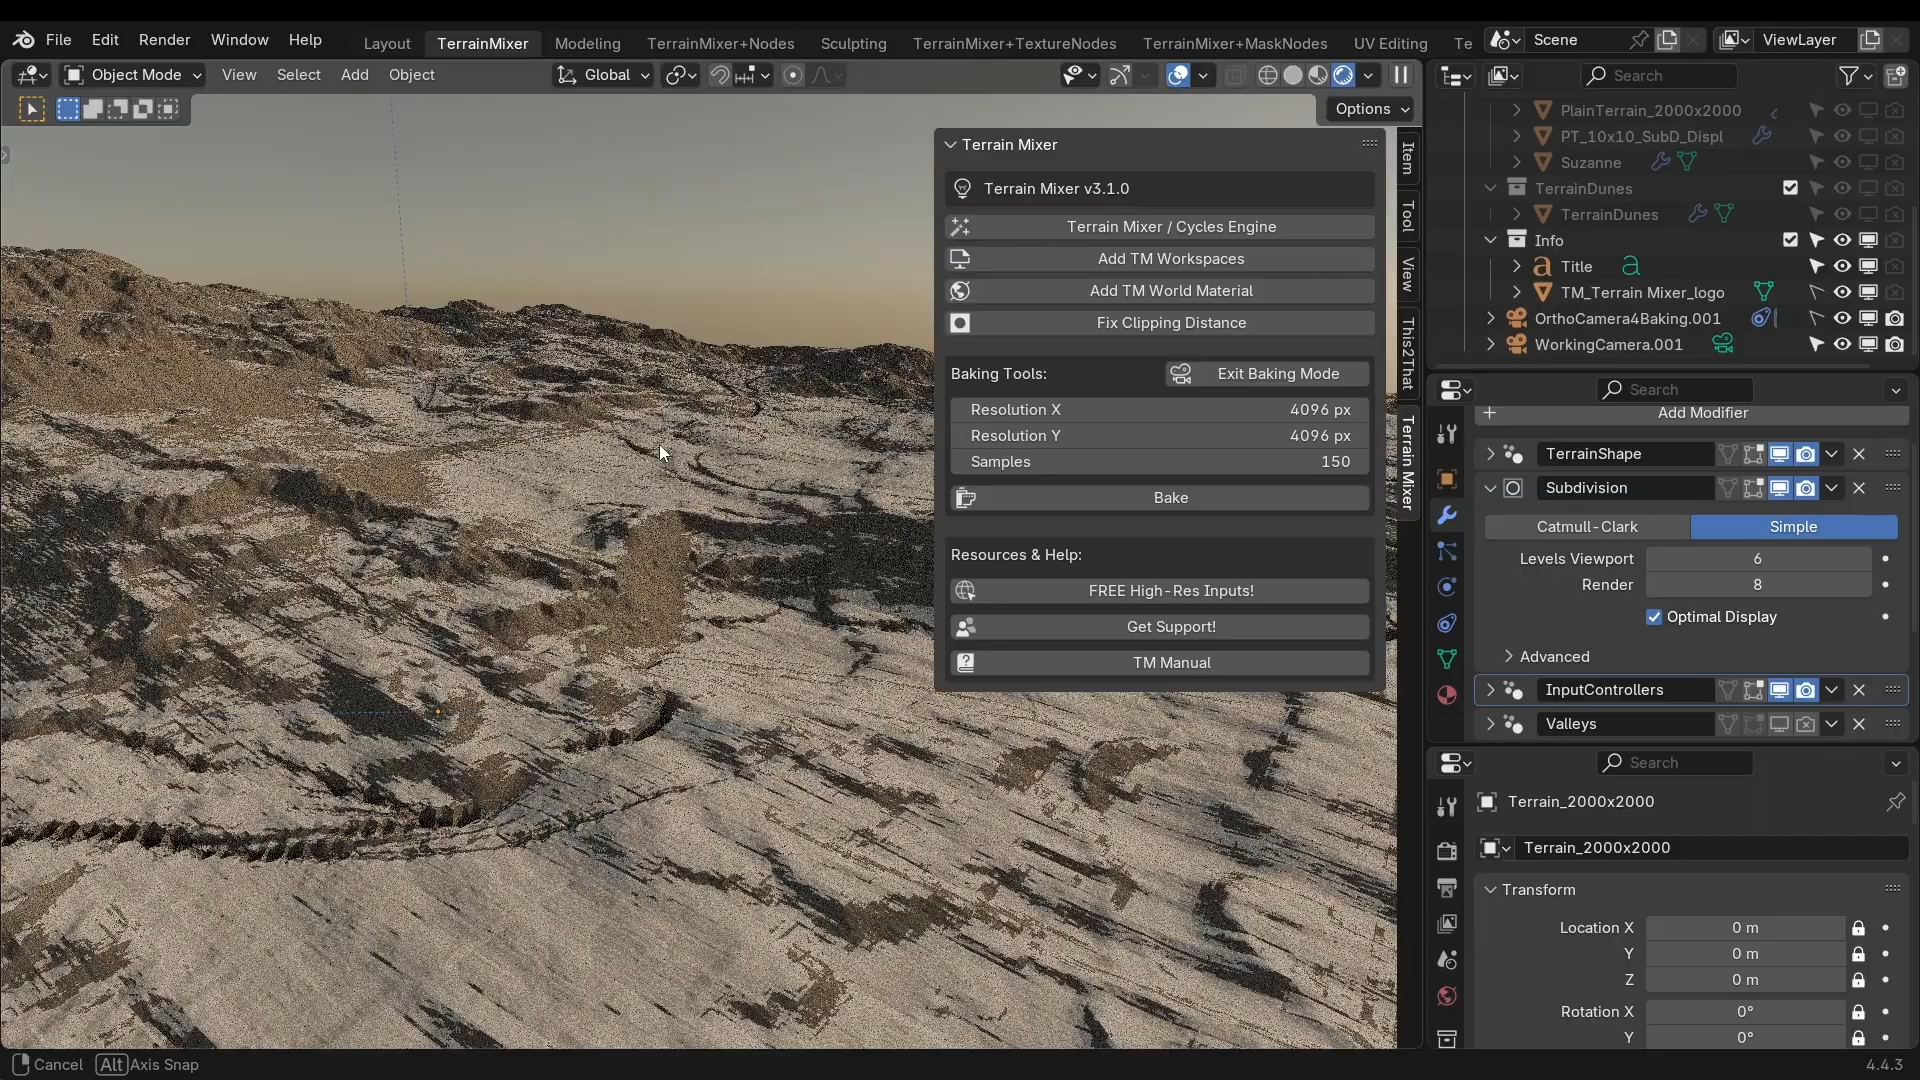 File Edit Render Window Help Layout TerrainMixer Modeling TerrainMixer+Nodes Sculpting TerrainMixer+TextureNodes TerrainMixer+MaskNodes UV Editing Te Scene ViewLayer
Object Mode View Select Add Object Global
Options
Terrain Mixer
Terrain Mixer v3.1.0
Terrain Mixer / Cycles Engine
Add TM Workspaces
Add TM World Material
Fix Clipping Distance
Baking Tools: Exit Baking Mode
Resolution X 4096 px
Resolution Y 4096 px
Samples 150
Bake
Resources & Help:
FREE High-Res Inputs!
Get Support!
TM Manual
Item
Tool
View
This2That
Terrain Mixer
Search
PlainTerrain_2000x2000
PT_10x10_SubD_Displ
Suzanne
TerrainDunes
TerrainDunes
Info
Title
TM_Terrain Mixer_logo
OrthoCamera4Baking.001
WorkingCamera.001
Search
Add Modifier
TerrainShape
Subdivision
Catmull-Clark Simple
Levels Viewport 6
Render 8
Optimal Display
Advanced
InputControllers
Valleys
Search
Terrain_2000x2000
Terrain_2000x2000
Transform
Location X 0 m
Y 0 m
Z 0 m
Rotation X 0°
Y 0°
Cancel Alt Axis Snap 4.4.3